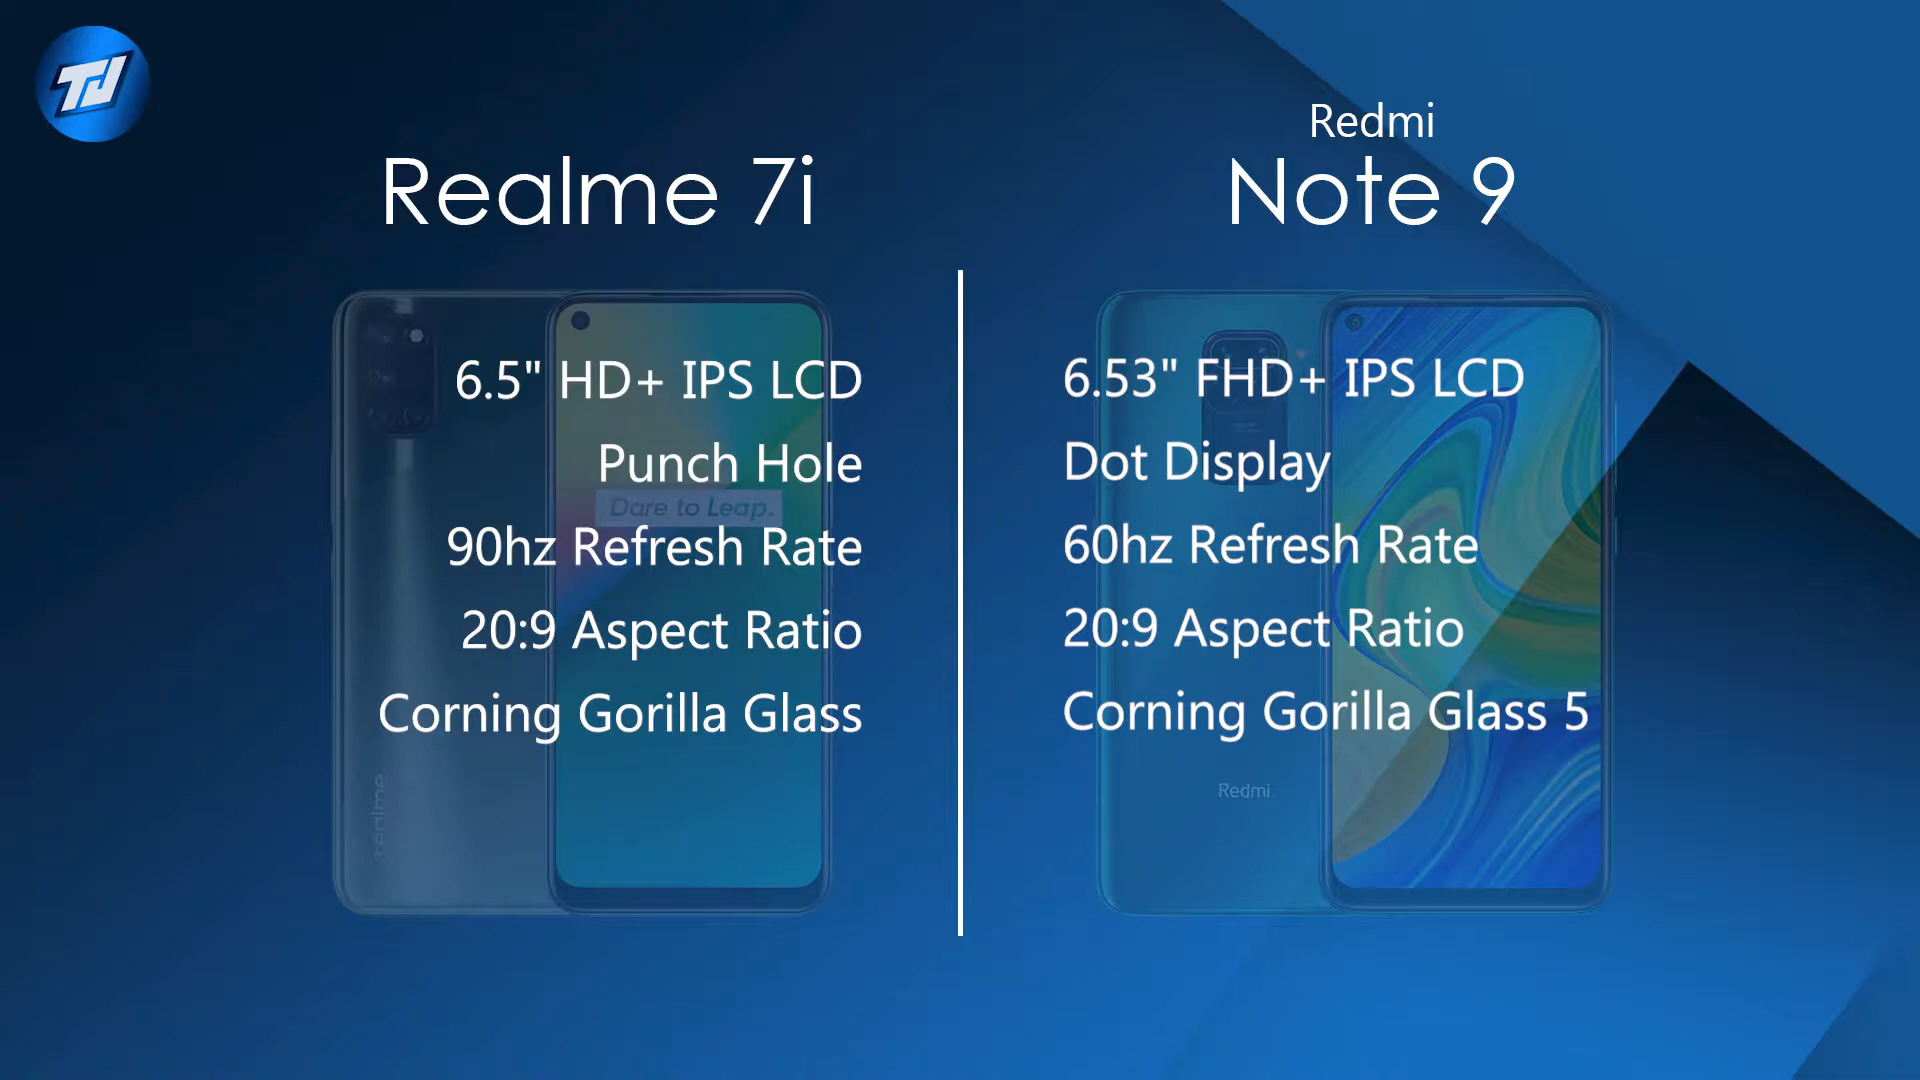 TJ
Realme 7i
6.5" HD+ IPS LCD
Punch Hole
Dare to Leap.
90hz Refresh Rate
20:9 Aspect Ratio
Corning Gorilla Glass
realme
Redmi
Note 9
6.53" FHD+ IPS LCD
Dot Display
60hz Refresh Rate
20:9 Aspect Ratio
Corning Gorilla Glass 5
Redmi